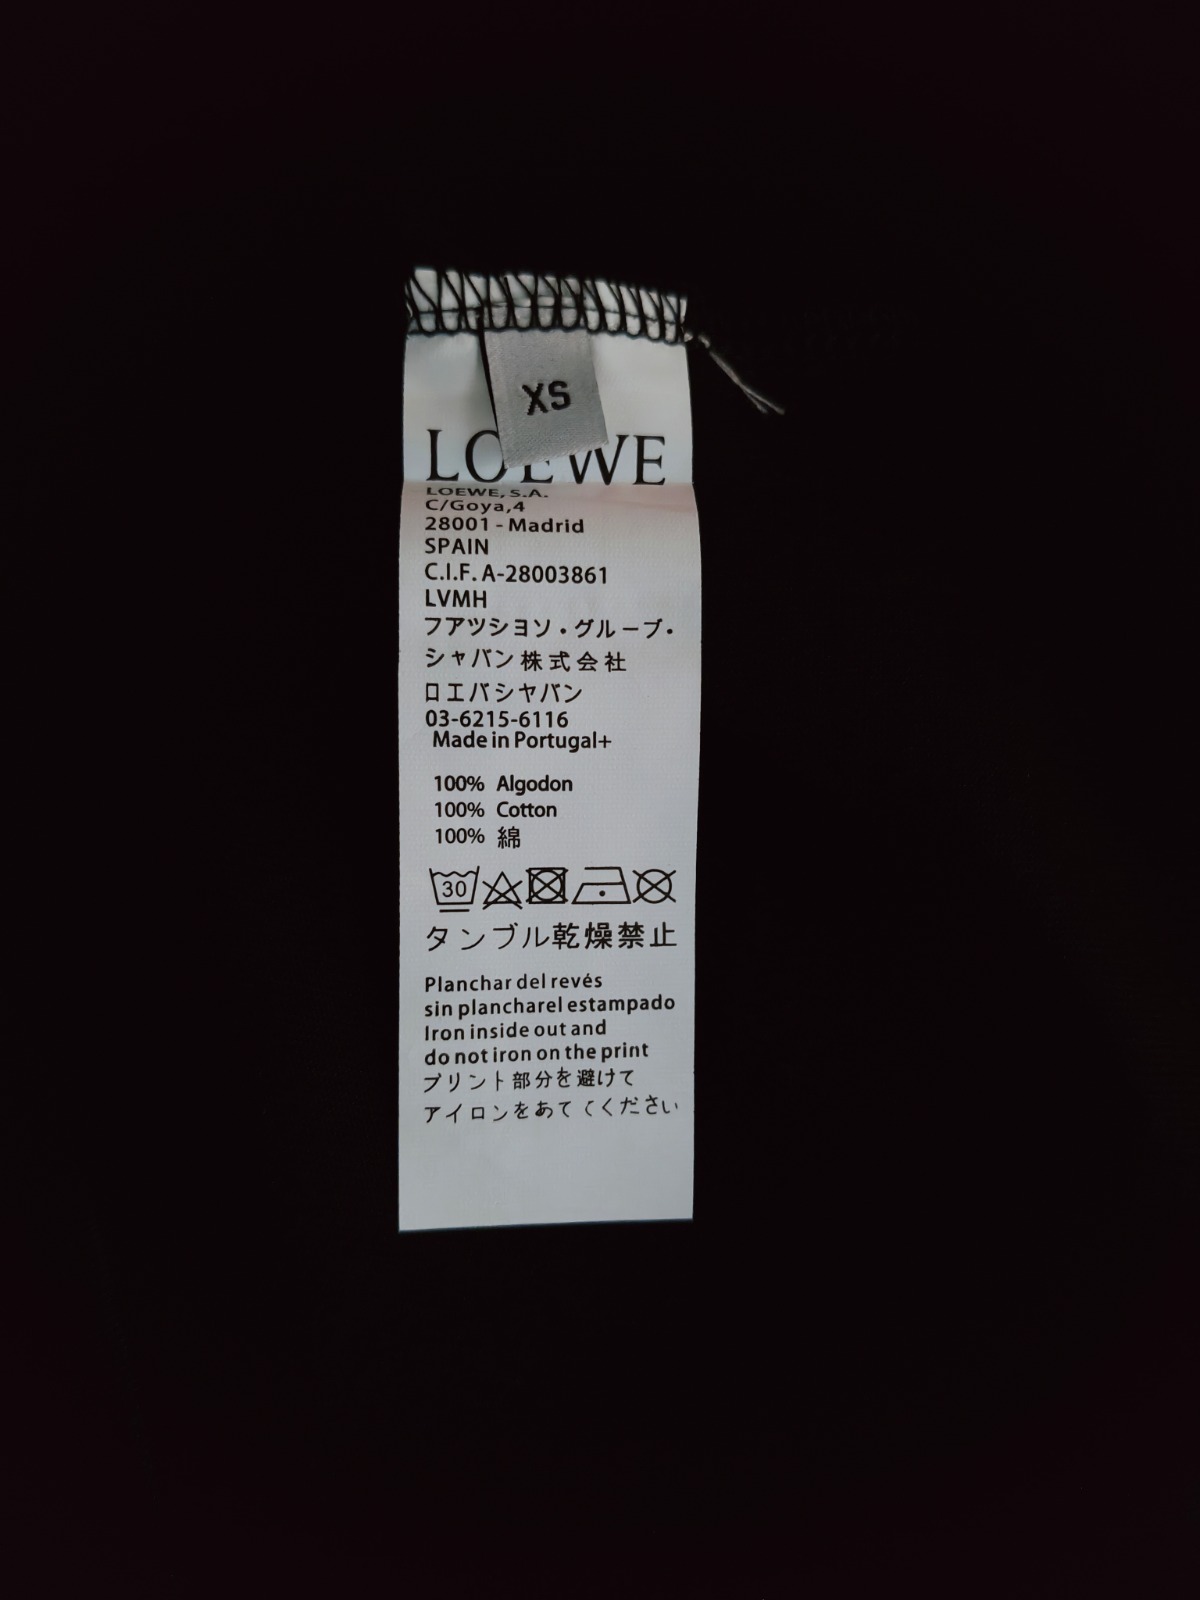 XS
LOEWE
LOEWE, S.A.
C/Goya,4
28001 - Madrid
SPAIN
C.I.F. A-28003861
LVMH
フアツシヨソ・グルーブ・
シャバン株式会社
ロエバシヤバン
03-6215-6116
Made in Portugal+
100% Algodon
100% Cotton
100% 綿
30
タンブル乾燥禁止
Planchar del revés
sin plancharel estampado
Iron inside out and
do not iron on the print
プリント部分を避けて
アイロンをあててください